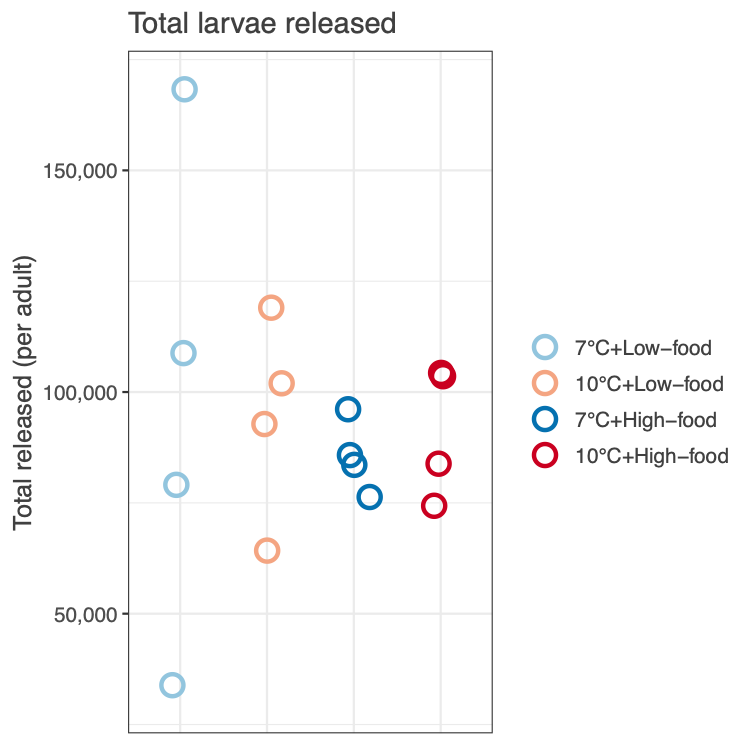 Total larvae released
Total released (per adult)
150,000
100,000
50,000
7°C+Low−food
10°C+Low−food
7°C+High−food
10°C+High−food